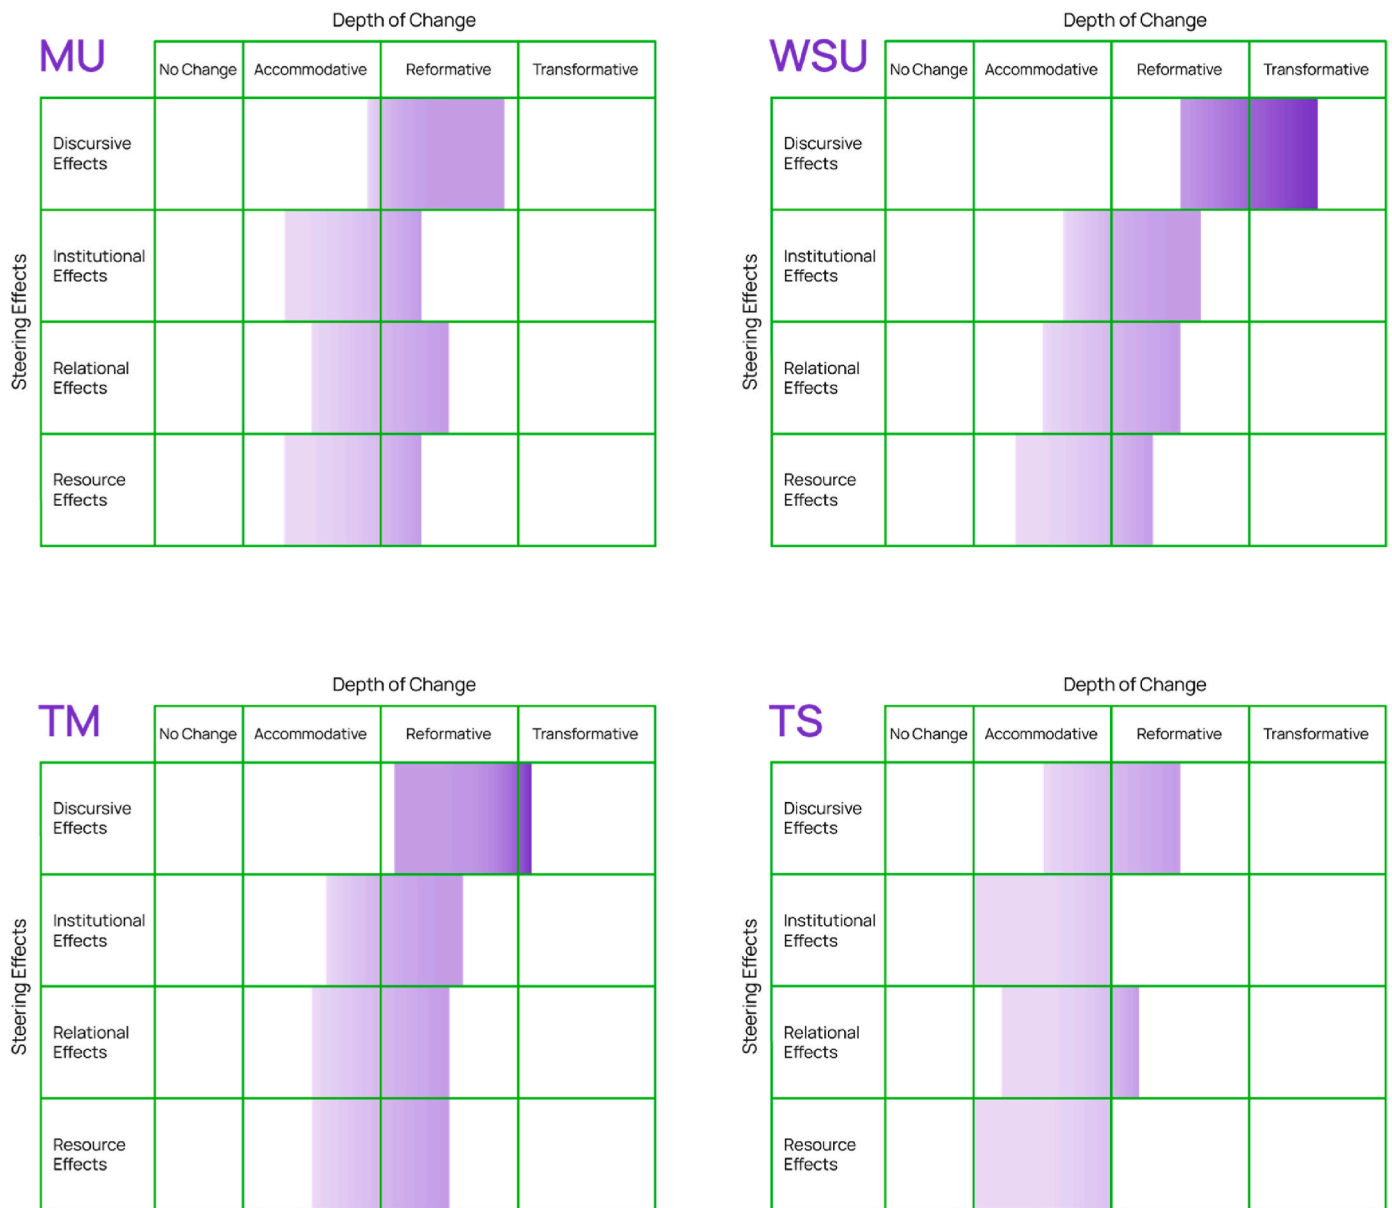 Depth of Change
MU
No Change Accommodative Reformative Transformative
Steering Effects
Discursive
Effects
Institutional
Effects
Relational
Effects
Resource
Effects
Depth of Change
WSU
No Change Accommodative Reformative Transformative
Steering Effects
Discursive
Effects
Institutional
Effects
Relational
Effects
Resource
Effects
Depth of Change
TM
No Change Accommodative Reformative Transformative
Steering Effects
Discursive
Effects
Institutional
Effects
Relational
Effects
Resource
Effects
Depth of Change
TS
No Change Accommodative Reformative Transformative
Steering Effects
Discursive
Effects
Institutional
Effects
Relational
Effects
Resource
Effects